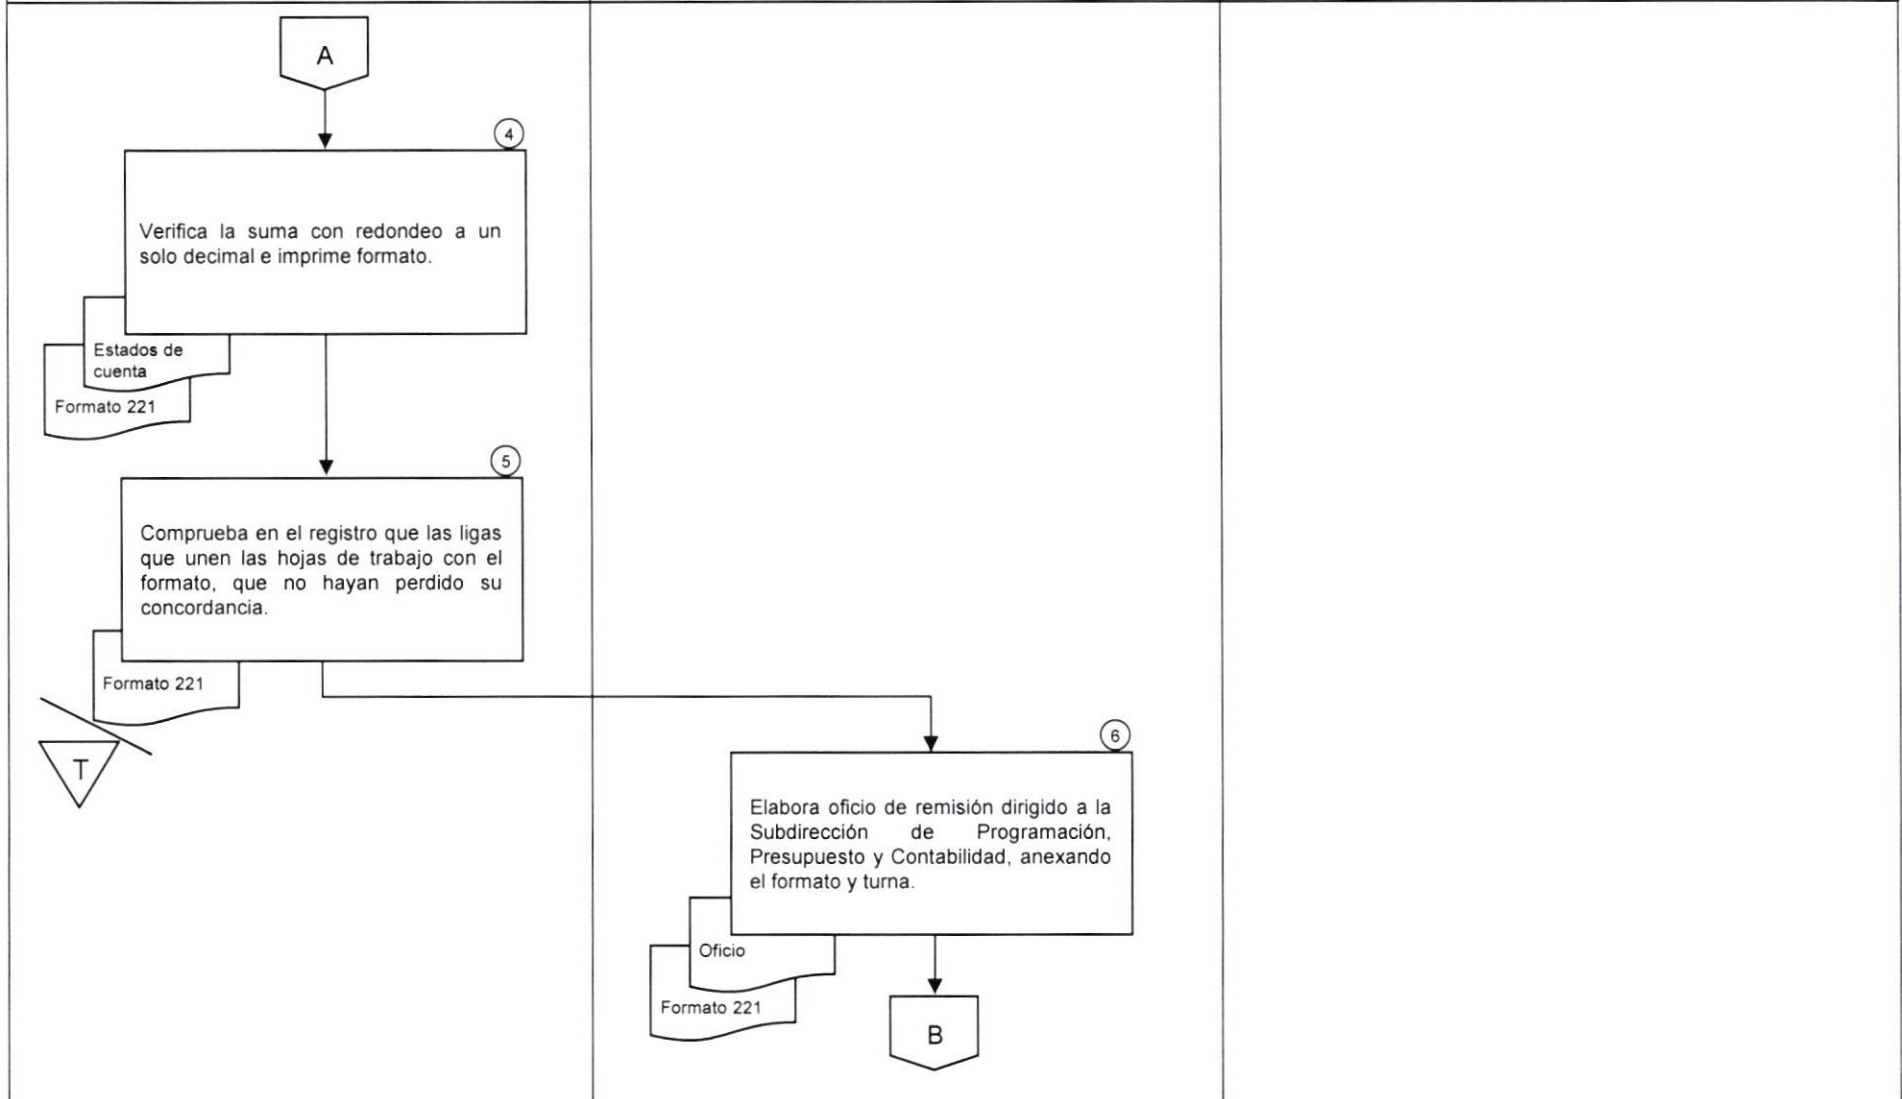 A
4
Verifica la suma con redondeo a un
solo decimal e imprime formato.
Estados de
cuenta
Formato 221
5
Comprueba en el registro que las ligas
que unen las hojas de trabajo con el
formato, que no hayan perdido su
concordancia.
Formato 221
T
6
Elabora oficio de remisión dirigido a la
Subdirección de Programación,
Presupuesto y Contabilidad, anexando
el formato y turna.
Oficio
Formato 221
B